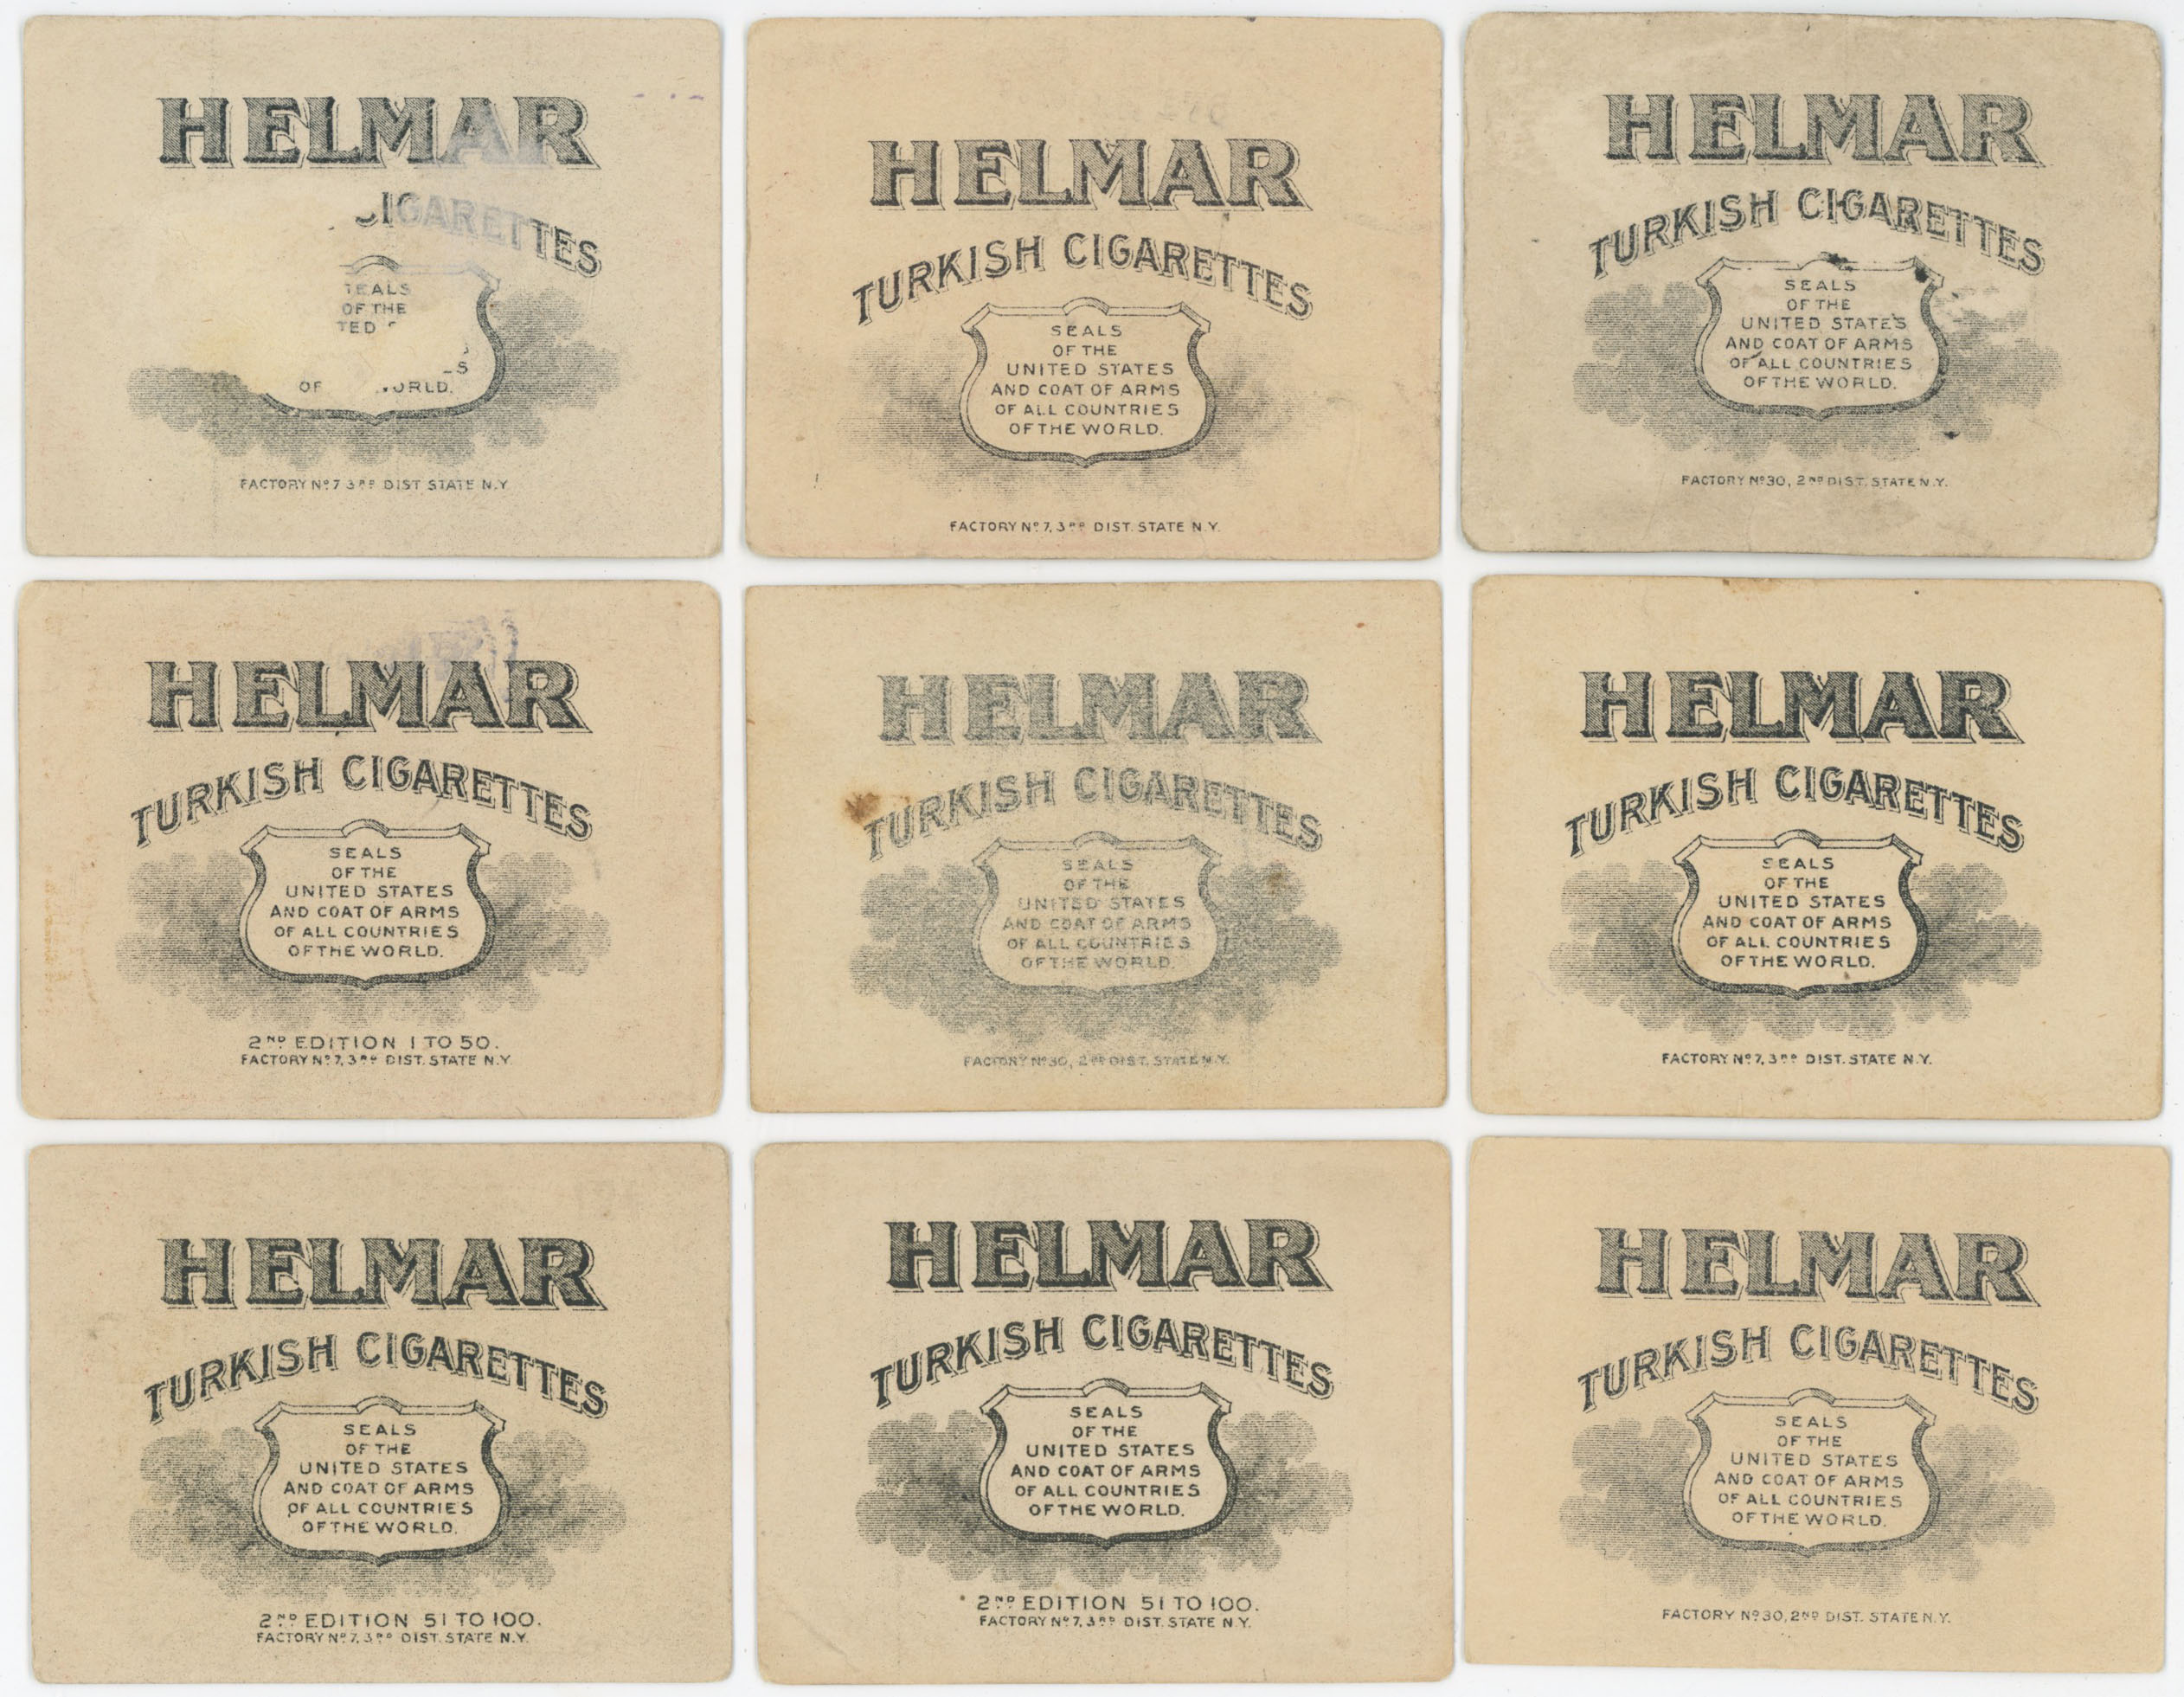 HELMAR
CIGARETTES
SEALS
OF THE
TED S
S
OF WORLD.
FACTORY Nº 7 3RD DIST STATE N.Y.
HELMAR
TURKISH CIGARETTES
SEALS
OF THE
UNITED STATES
AND COAT OF ARMS
OF ALL COUNTRIES
OF THE WORLD.
FACTORY Nº 7, 3RD DIST. STATE N.Y.
HELMAR
TURKISH CIGARETTES
SEALS
OF THE
UNITED STATES
AND COAT OF ARMS
OF ALL COUNTRIES
OF THE WORLD.
FACTORY Nº 30, 2ND DIST. STATE N.Y.
HELMAR
TURKISH CIGARETTES
SEALS
OF THE
UNITED STATES
AND COAT OF ARMS
OF ALL COUNTRIES
OF THE WORLD.
2ND EDITION 1 TO 50.
FACTORY Nº 7, 3RD DIST. STATE N.Y.
HELMAR
TURKISH CIGARETTES
SEALS
OF THE
UNITED STATES
AND COAT OF ARMS
OF ALL COUNTRIES
OF THE WORLD.
FACTORY Nº 30, 2ND DIST. STATE N.Y.
HELMAR
TURKISH CIGARETTES
SEALS
OF THE
UNITED STATES
AND COAT OF ARMS
OF ALL COUNTRIES
OF THE WORLD.
FACTORY Nº 7, 3RD DIST. STATE N.Y.
HELMAR
TURKISH CIGARETTES
SEALS
OF THE
UNITED STATES
AND COAT OF ARMS
OF ALL COUNTRIES
OF THE WORLD.
2ND EDITION 51 TO 100.
FACTORY Nº 7, 3RD DIST. STATE N.Y.
HELMAR
TURKISH CIGARETTES
SEALS
OF THE
UNITED STATES
AND COAT OF ARMS
OF ALL COUNTRIES
OF THE WORLD.
2ND EDITION 51 TO 100.
FACTORY Nº 7, 3RD DIST. STATE N.Y.
HELMAR
TURKISH CIGARETTES
SEALS
OF THE
UNITED STATES
AND COAT OF ARMS
OF ALL COUNTRIES
OF THE WORLD.
FACTORY Nº 30, 2ND DIST. STATE N.Y.